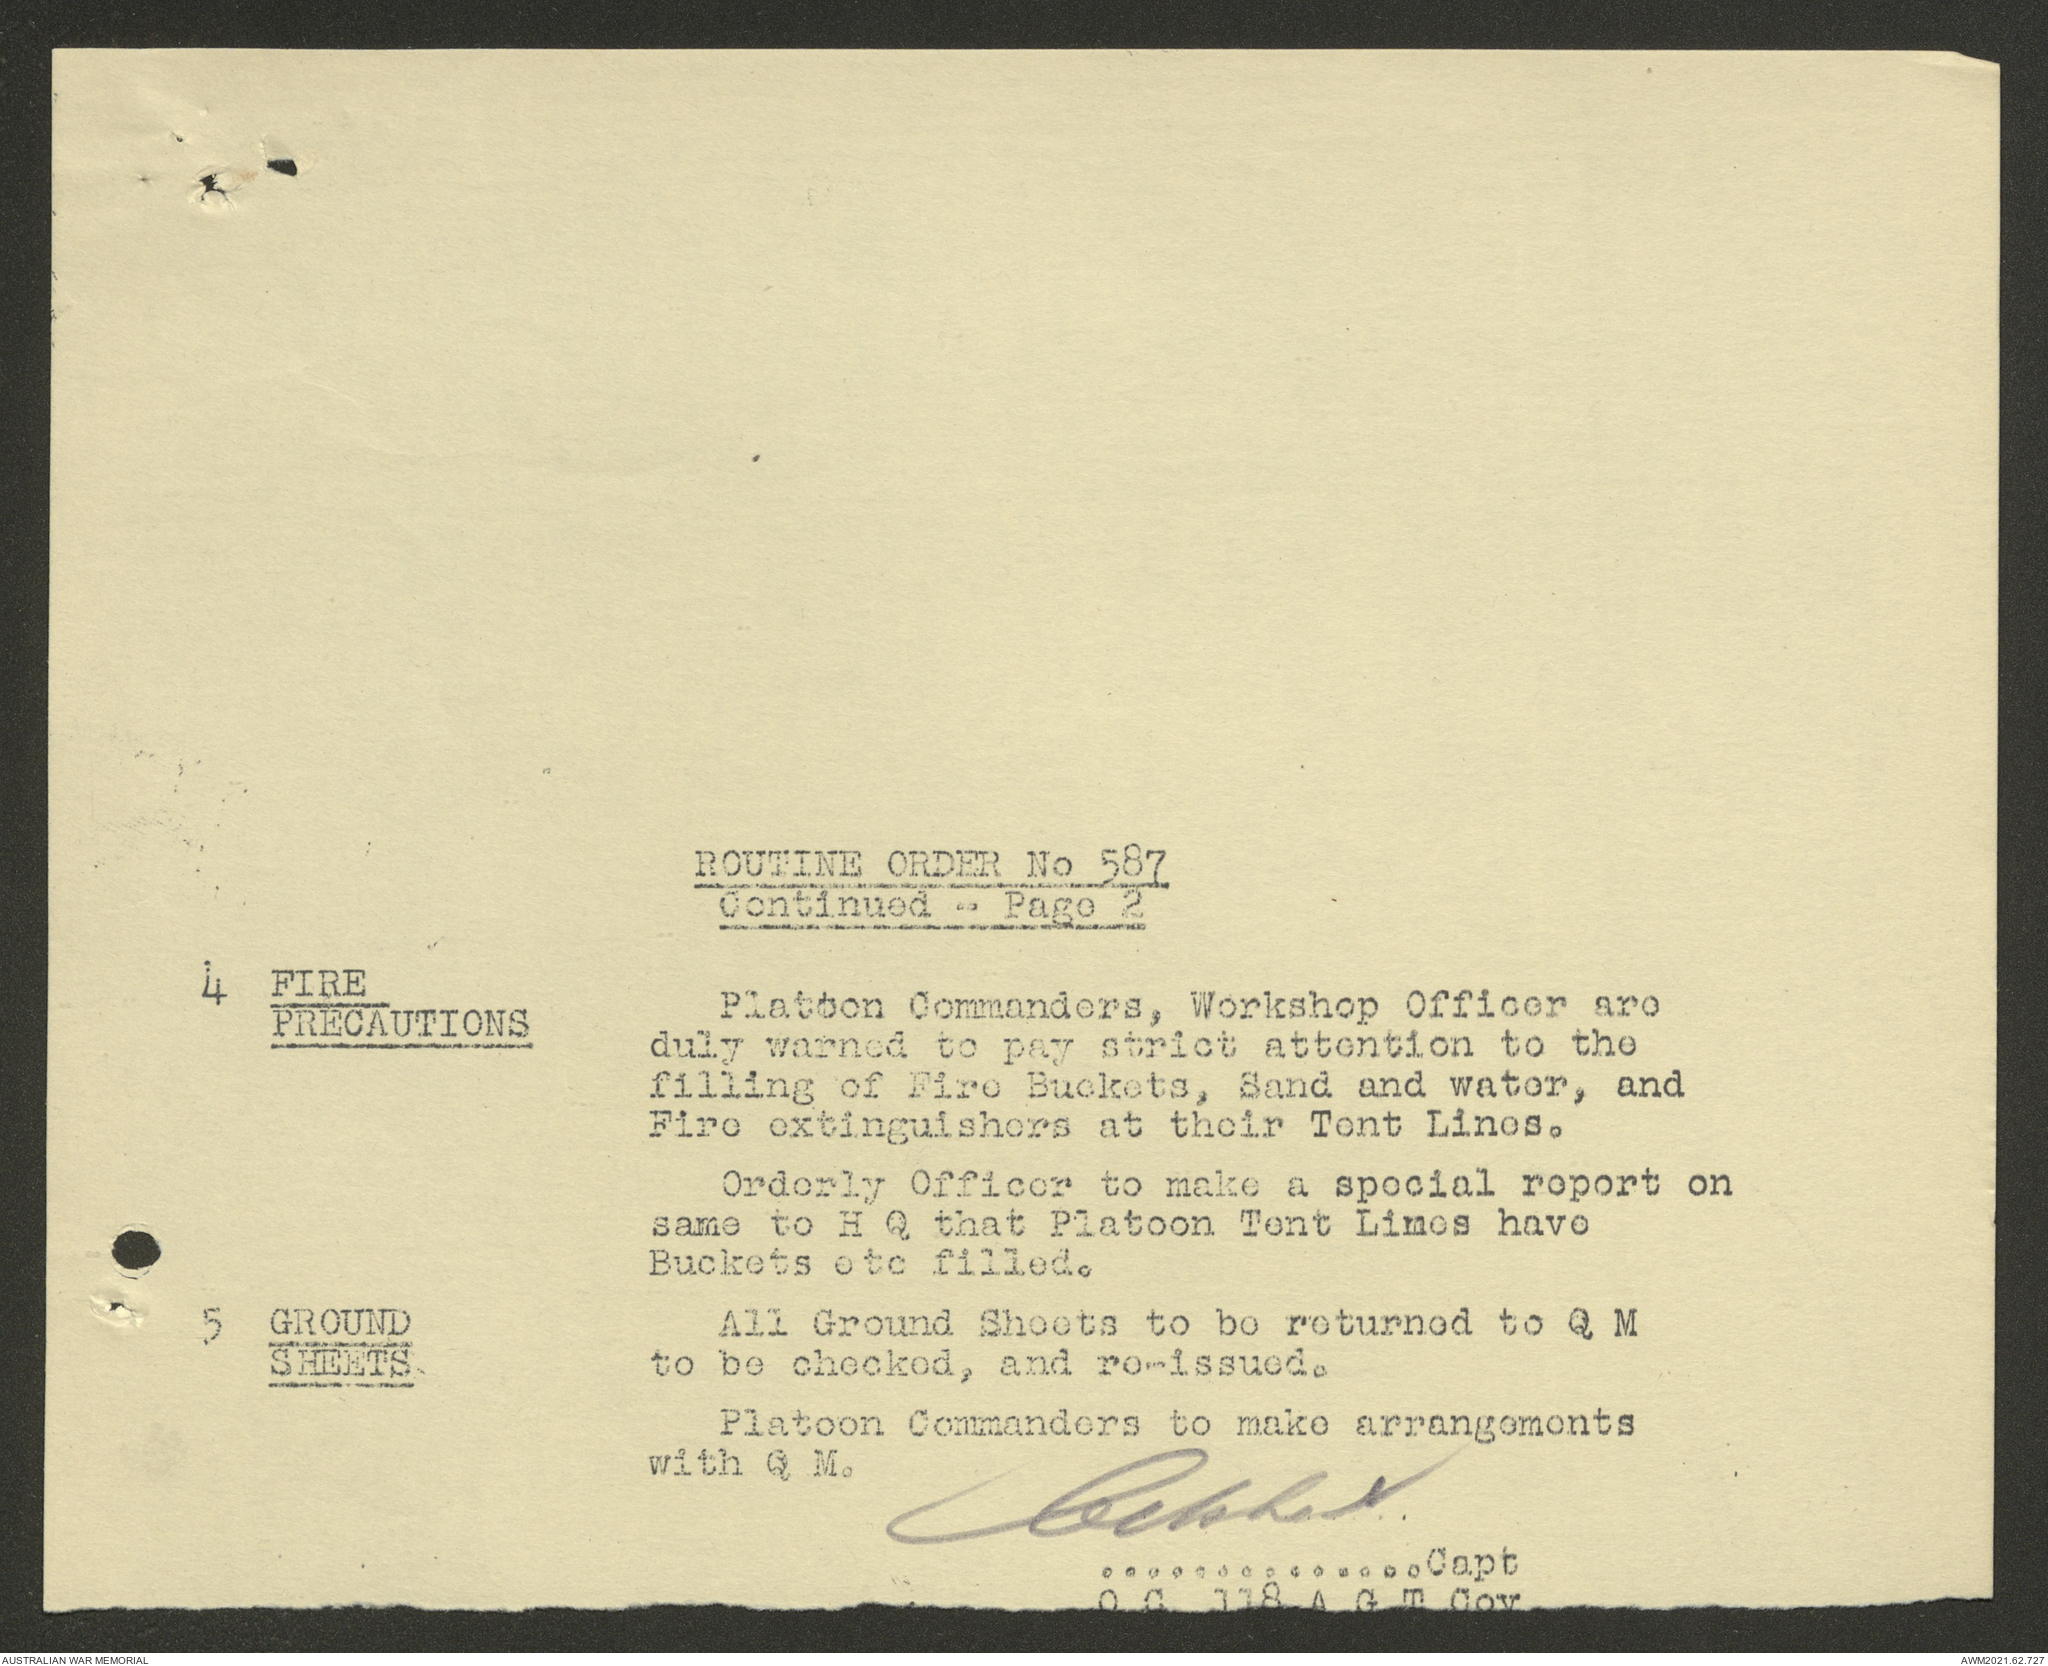 ROUTINE ORDER No 587
Continued - Page 2
4 FIRE
PRECAUTIONS
Platoon Commanders, Workshop Officer are
duly warned to pay strict attention to the
filling of Fire Buckets, Sand and water, and
Fire extinguishers at their Tent Lines.
Orderly Officer to make a special report on
same to H Q that Platoon Tent Limes have
Buckets etc filled.
5 GROUND
SHEETS
All Ground Sheets to be returned to Q M
to be checked, and re-issued.
Platoon Commanders to make arrangements
with Q M.
..............Capt
O C 118 A G T Coy
AUSTRALIAN WAR MEMORIAL
AWM2021.62.727